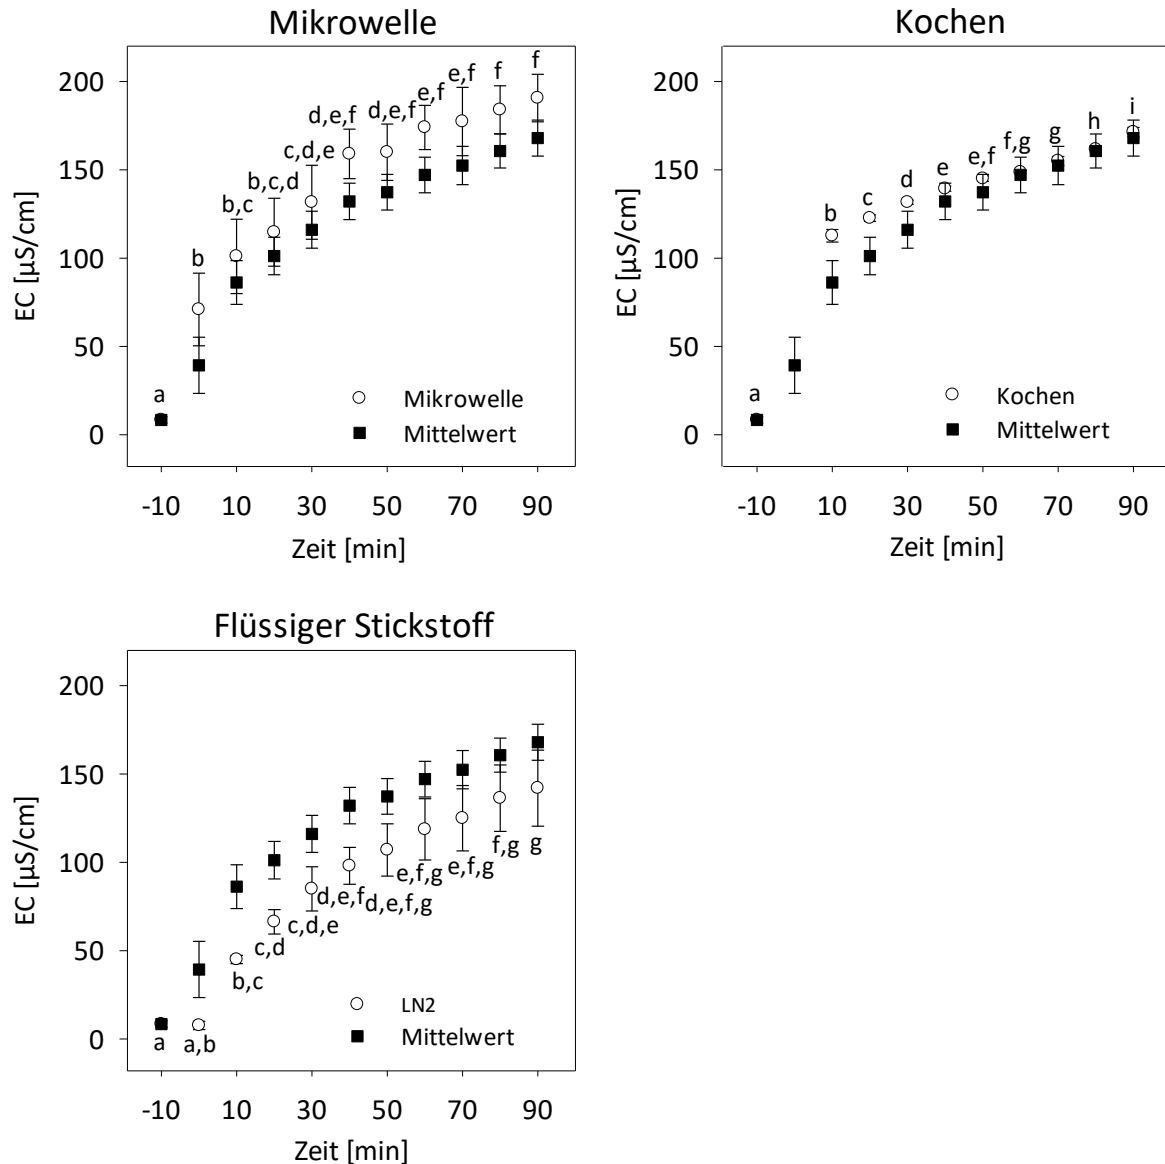 Mikrowelle
200
150
100
50
0
EC [µS/cm]
a
b
b,c
b,c,d
c,d,e
d,e,f
d,e,f
e,f
e,f
f
f
Mikrowelle
Mittelwert
-10 10 30 50 70 90
Zeit [min]
Kochen
200
150
100
50
0
EC [µS/cm]
a
b
c
d
e
e,f
f,g
g
h
i
Kochen
Mittelwert
-10 10 30 50 70 90
Zeit [min]
Flüssiger Stickstoff
200
150
100
50
0
EC [µS/cm]
a
a,b
b,c
c,d
c,d,e
d,e,f
d,e,f,g
e,f,g
e,f,g
f,g
g
LN2
Mittelwert
-10 10 30 50 70 90
Zeit [min]